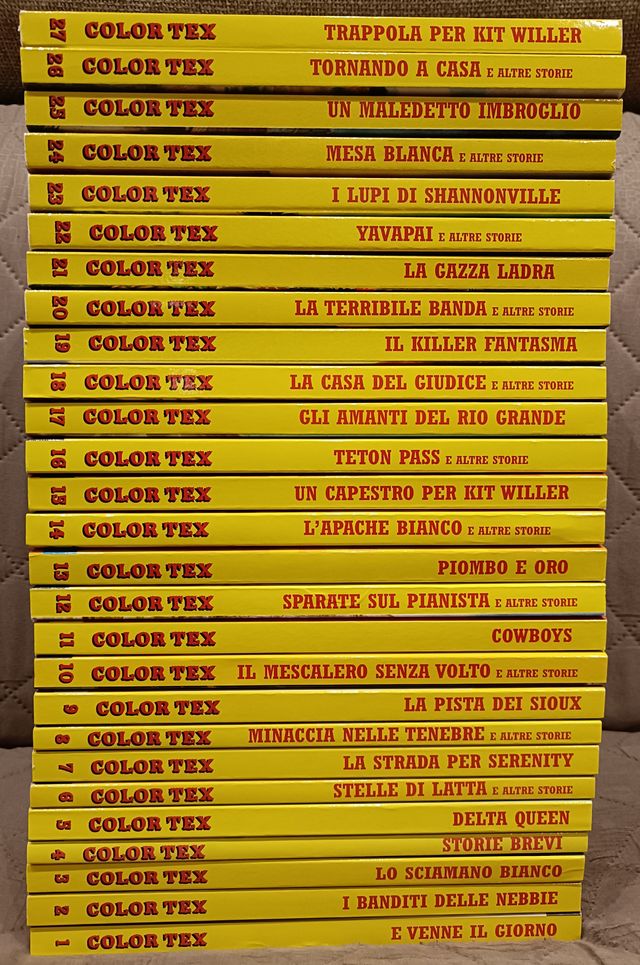 27 COLOR TEX TRAPPOLA PER KIT WILLER
26 COLOR TEX TORNANDO A CASA E ALTRE STORIE
25 COLOR TEX UN MALEDETTO IMBROGLIO
24 COLOR TEX MESA BLANCA E ALTRE STORIE
23 COLOR TEX I LUPI DI SHANNONVILLE
22 COLOR TEX YAVAPAI E ALTRE STORIE
21 COLOR TEX LA GAZZA LADRA
20 COLOR TEX LA TERRIBILE BANDA E ALTRE STORIE
19 COLOR TEX IL KILLER FANTASMA
18 COLOR TEX LA CASA DEL GIUDICE E ALTRE STORIE
17 COLOR TEX GLI AMANTI DEL RIO GRANDE
16 COLOR TEX TETON PASS E ALTRE STORIE
15 COLOR TEX UN CAPESTRO PER KIT WILLER
14 COLOR TEX L'APACHE BIANCO E ALTRE STORIE
13 COLOR TEX PIOMBO E ORO
12 COLOR TEX SPARATE SUL PIANISTA E ALTRE STORIE
11 COLOR TEX COWBOYS
10 COLOR TEX IL MESCALERO SENZA VOLTO E ALTRE STORIE
9 COLOR TEX LA PISTA DEI SIOUX
8 COLOR TEX MINACCIA NELLE TENEBRE E ALTRE STORIE
7 COLOR TEX LA STRADA PER SERENITY
6 COLOR TEX STELLE DI LATTA E ALTRE STORIE
5 COLOR TEX DELTA QUEEN
4 COLOR TEX STORIE BREVI
3 COLOR TEX LO SCIAMANO BIANCO
2 COLOR TEX I BANDITI DELLE NEBBIE
1 COLOR TEX E VENNE IL GIORNO